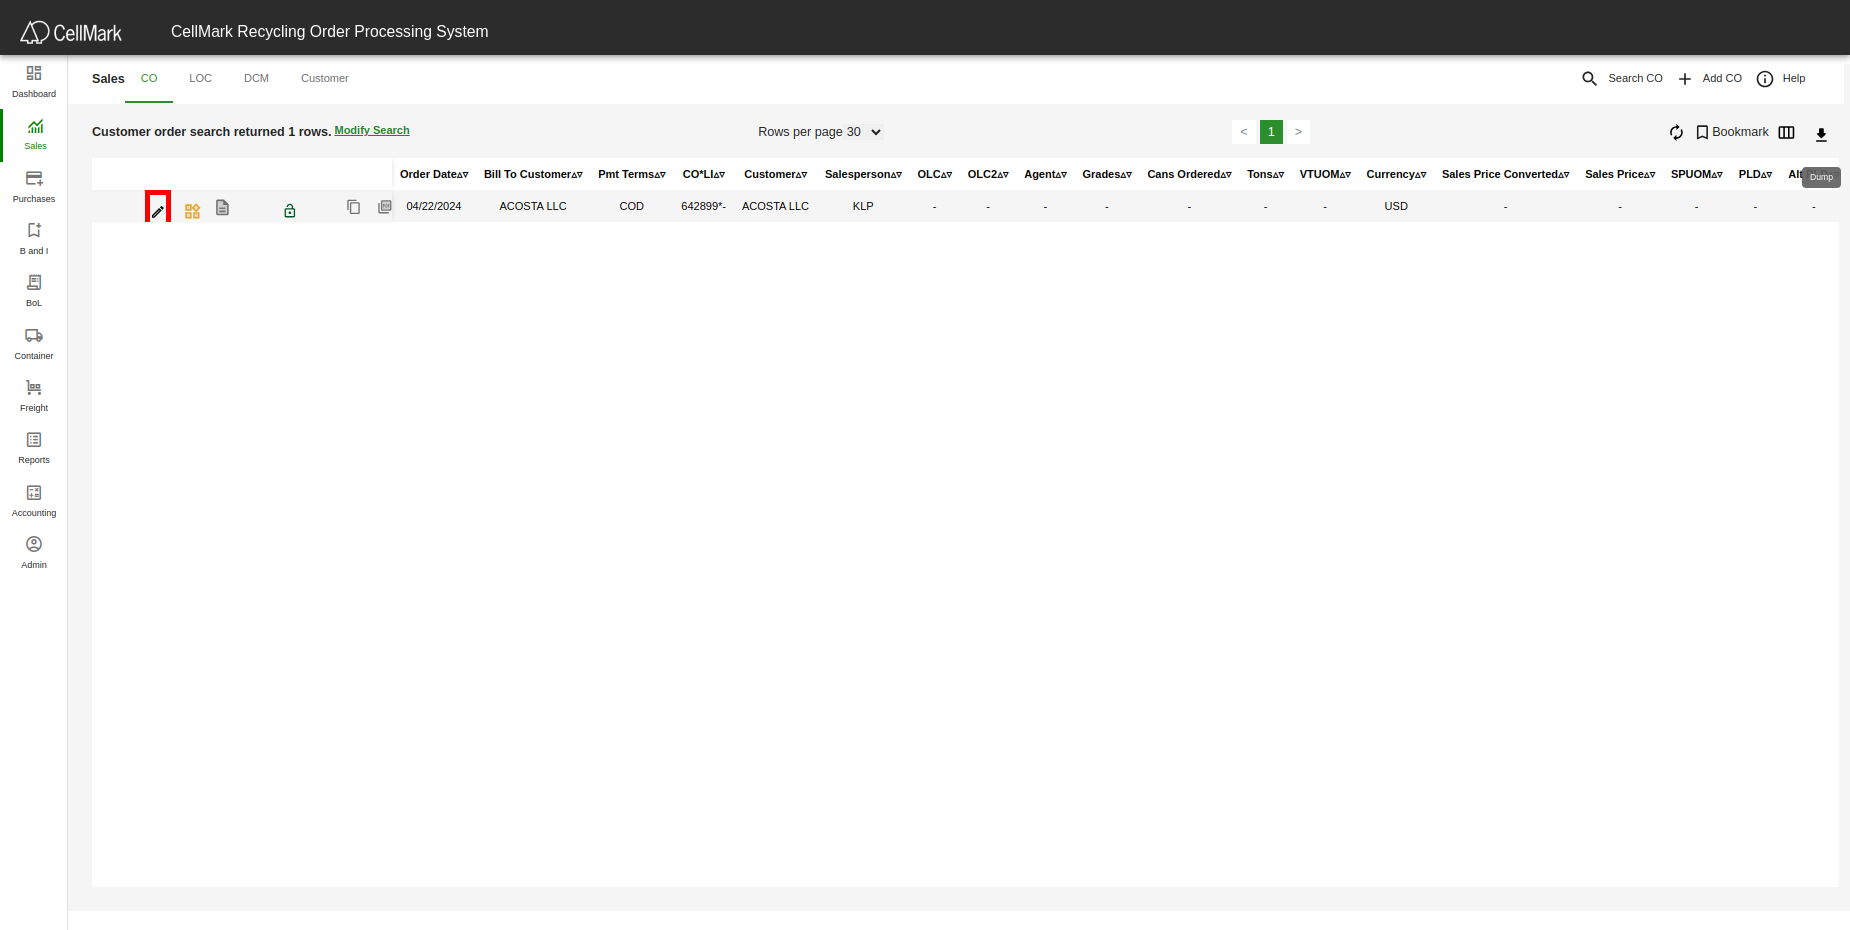 CellMark
CellMark Recycling Order Processing System
Dashboard
Sales
Purchases
B and I
BoL
Container
Freight
Reports
Accounting
Admin
Sales CO LOC DCM Customer
Search CO Add CO Help
Customer order search returned 1 rows. Modify Search
Rows per page 30
< 1 >
Bookmark
Dump
Order Date Bill To Customer Pmt Terms CO*LI Customer Salesperson OLC OLC2 Agent Grades Cans Ordered Tons VTUOM Currency Sales Price Converted Sales Price SPUOM PLD
04/22/2024 ACOSTA LLC COD 642899*- ACOSTA LLC KLP - - - - - - - USD - - - - -